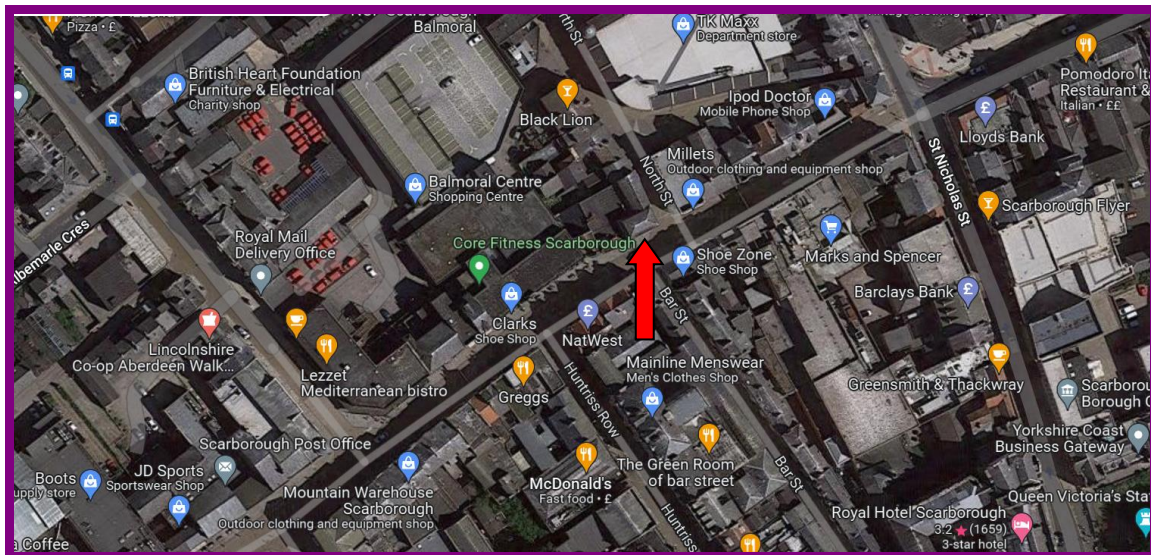 Pizza • £
Balmoral
North St
TK Maxx
Department store
British Heart Foundation
Furniture & Electrical
Charity shop
Pomodoro
Restaurant &
Italian • ££
Ipod Doctor
Mobile Phone Shop
Black Lion
Lloyds Bank
Millets
Outdoor clothing and equipment shop
North St
St Nicholas St
Balmoral Centre
Shopping Centre
Scarborough Flyer
Albemarle Cres
Royal Mail
Delivery Office
Core Fitness Scarborough
Shoe Zone
Shoe Shop
Marks and Spencer
Barclays Bank
Bar St
Clarks
Shoe Shop
NatWest
Lincolnshire
Co-op Aberdeen Walk...
Lezzet
Mediterranean bistro
Greggs
Huntriss Row
Mainline Menswear
Men's Clothes Shop
Greensmith & Thackwray
Scarborou
Borough C
Yorkshire Coast
Business Gateway
Scarborough Post Office
Boots
JD Sports
Sportswear Shop
Mountain Warehouse
Scarborough
Outdoor clothing and equipment shop
McDonald's
Fast food • £
The Green Room
of bar street
Bar St
Huntriss
Queen Victoria's Sta
Royal Hotel Scarborough
3.2 ★ (1659)
3-star hotel
Coffee